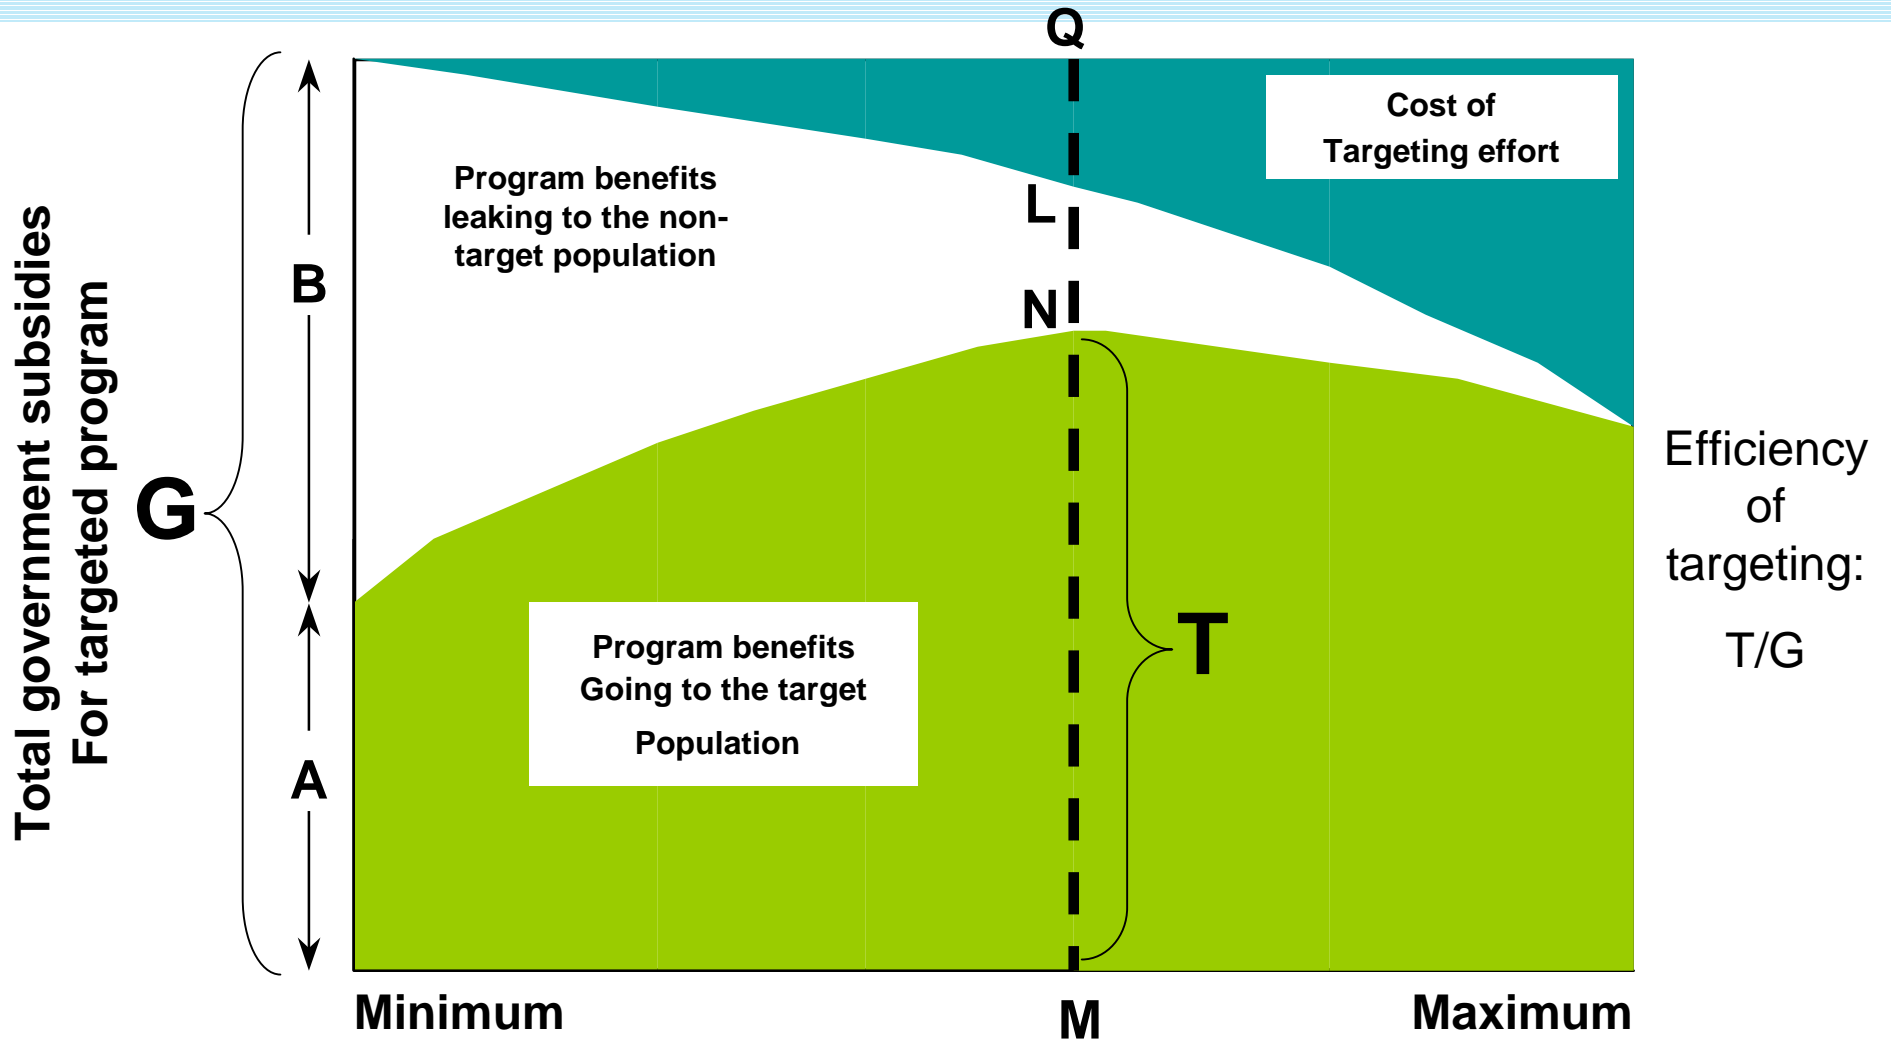 Total government subsidies
For targeted program
G
B
A
Q
Program benefits
leaking to the non-
target population
Cost of
Targeting effort
L
N
T
Program benefits
Going to the target
Population
Efficiency
of
targeting:
T/G
Minimum
M
Maximum